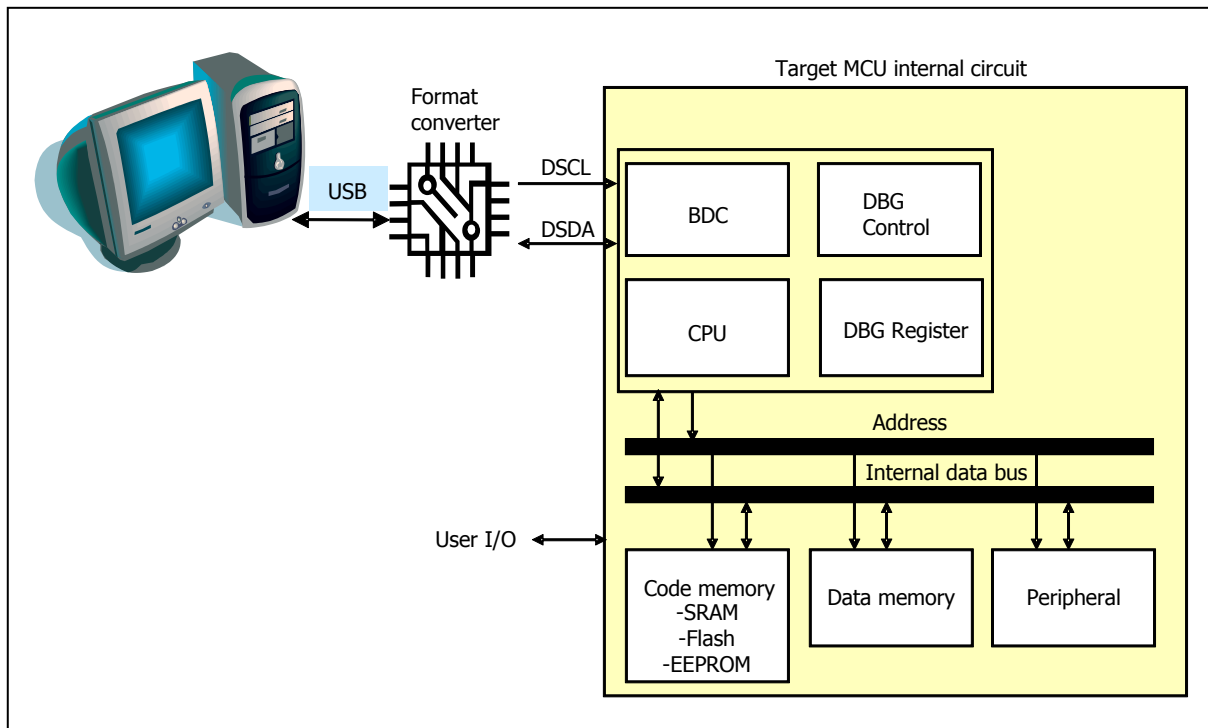 Target MCU internal circuit
Format
converter
USB
DSCL
DSDA
BDC
DBG
Control
CPU
DBG Register
Address
Internal data bus
User I/O
Code memory
-SRAM
-Flash
-EEPROM
Data memory
Peripheral